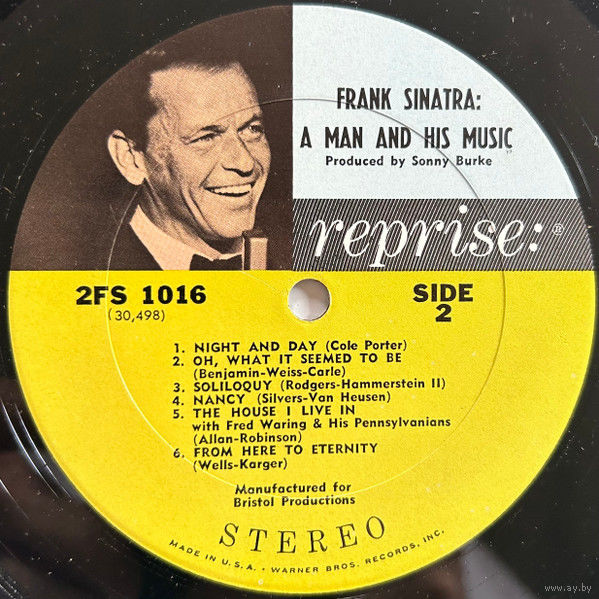 FRANK SINATRA:
A MAN AND HIS MUSIC
Produced by Sonny Burke
reprise:®
2FS 1016
(30,498)
SIDE
2
1. NIGHT AND DAY (Cole Porter)
2. OH, WHAT IT SEEMED TO BE
(Benjamin-Weiss-Carle)
3. SOLILOQUY (Rodgers-Hammerstein II)
4. NANCY (Silvers-Van Heusen)
5. THE HOUSE I LIVE IN
with Fred Waring & His Pennsylvanians
(Allan-Robinson)
6. FROM HERE TO ETERNITY
(Wells-Karger)
Manufactured for
Bristol Productions
STEREO
MADE IN U.S.A. • WARNER BROS. RECORDS, INC.
www.ay.by